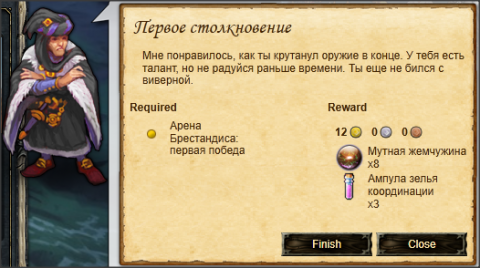 Первое столкновение
Мне понравилось, как ты крутанул оружие в конце. У тебя есть
талант, но не радуйся раньше времени. Ты еще не бился с
виверной.
Required
Арена
Брестандиса:
первая победа
Reward
12 0 0
Мутная жемчужина
x8
Ампула зелья
координации
x3
Finish Close